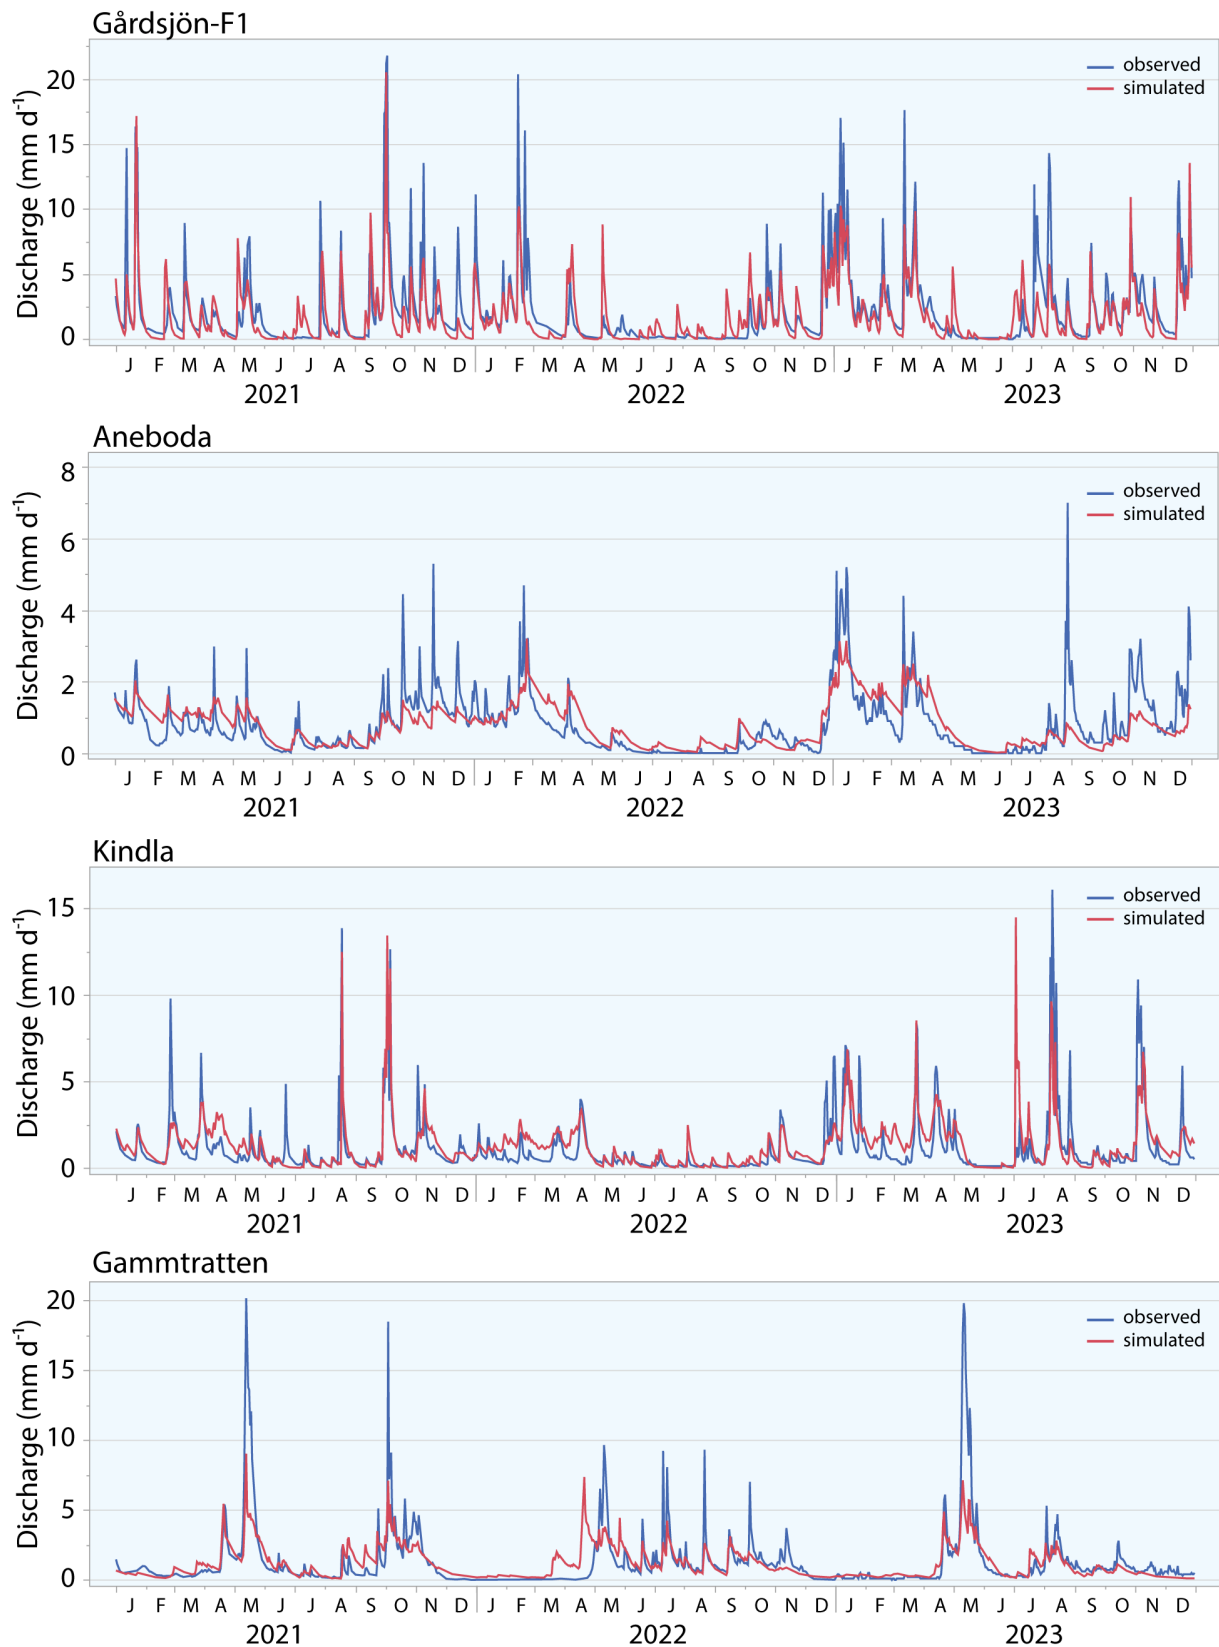 Gårdsjön-F1
Discharge (mm d⁻¹)
20
15
10
5
0
observed
simulated
J F M A M J J A S O N D J F M A M J J A S O N D J F M A M J J A S O N D
2021 2022 2023
Aneboda
Discharge (mm d⁻¹)
8
6
4
2
0
observed
simulated
J F M A M J J A S O N D J F M A M J J A S O N D J F M A M J J A S O N D
2021 2022 2023
Kindla
Discharge (mm d⁻¹)
15
10
5
0
observed
simulated
J F M A M J J A S O N D J F M A M J J A S O N D J F M A M J J A S O N D
2021 2022 2023
Gammtratten
Discharge (mm d⁻¹)
20
15
10
5
0
observed
simulated
J F M A M J J A S O N D J F M A M J J A S O N D J F M A M J J A S O N D
2021 2022 2023